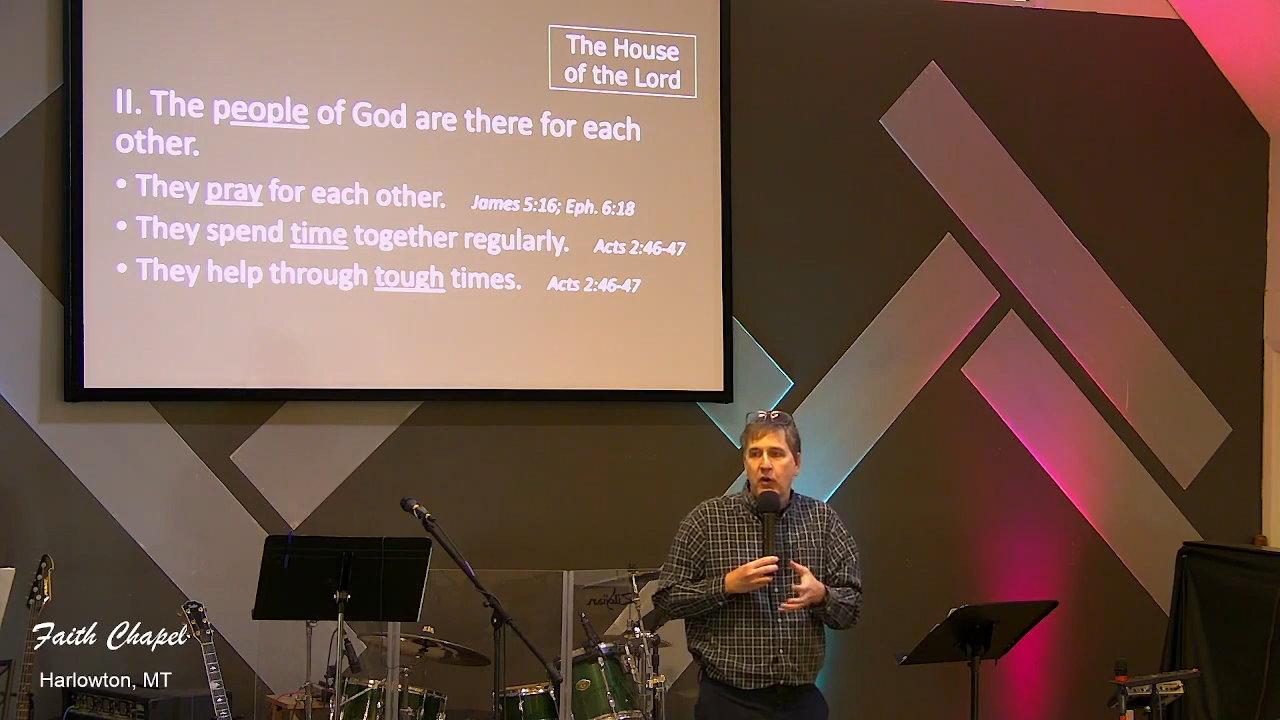 The House
of the Lord
II. The people of God are there for each
other.
• They pray for each other. James 5:16; Eph. 6:18
• They spend time together regularly. Acts 2:46-47
• They help through tough times. Acts 2:46-47
Faith Chapel
Harlowton, MT